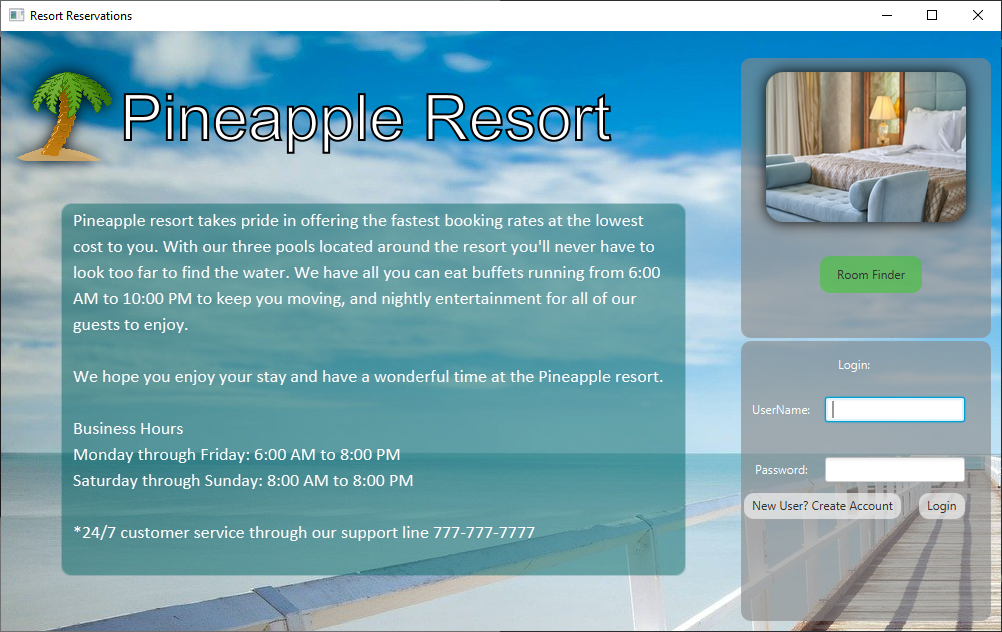 Resort Reservations
Pineapple Resort
Pineapple resort takes pride in offering the fastest booking rates at the lowest
cost to you. With our three pools located around the resort you'll never have to
look too far to find the water. We have all you can eat buffets running from 6:00
AM to 10:00 PM to keep you moving, and nightly entertainment for all of our
guests to enjoy.
We hope you enjoy your stay and have a wonderful time at the Pineapple resort.
Business Hours
Monday through Friday: 6:00 AM to 8:00 PM
Saturday through Sunday: 8:00 AM to 8:00 PM
*24/7 customer service through our support line 777-777-7777
Room Finder
Login:
UserName:
Password:
New User? Create Account
Login